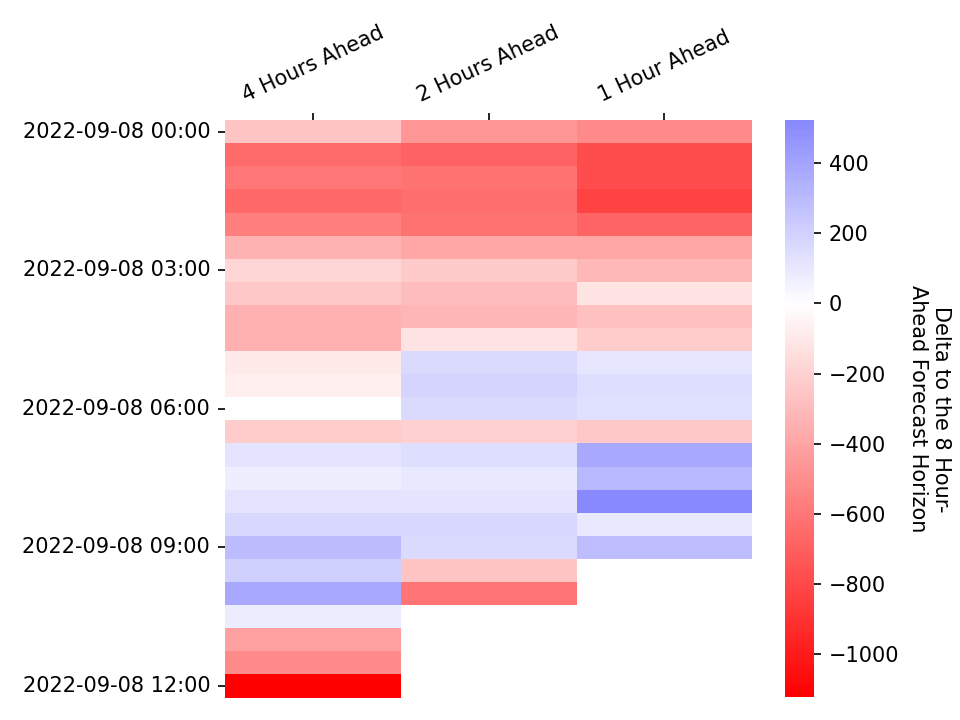 4 Hours Ahead
2 Hours Ahead
1 Hour Ahead
2022-09-08 00:00
2022-09-08 03:00
2022-09-08 06:00
2022-09-08 09:00
2022-09-08 12:00
400
200
0
−200
−400
−600
−800
−1000
Delta to the 8 Hour-
Ahead Forecast Horizon